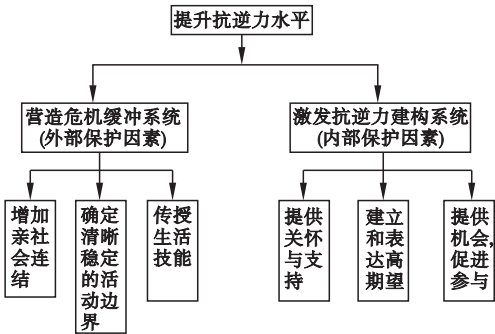 提升抗逆力水平
营造危机缓冲系统
(外部保护因素)
激发抗逆力建构系统
(内部保护因素)
增加
亲社
会连
结
确定
清晰
稳定
的活
动边
界
传授
生活
技能
提供
关怀
与支
持
建立
和表
达高
期望
提供
机会,
促进
参与